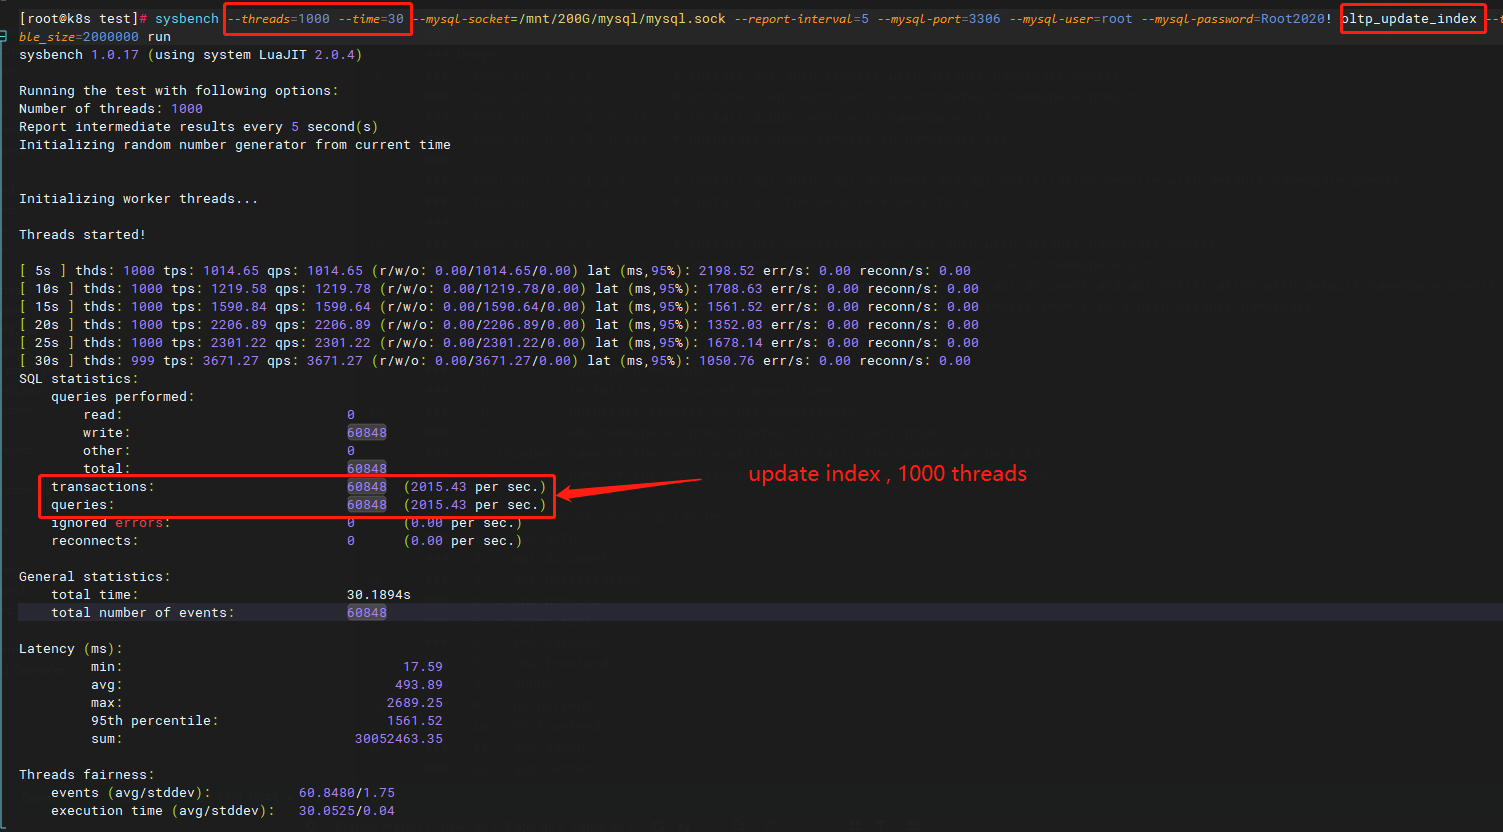 [root@k8s test]# sysbench --threads=1000 --time=30 --mysql-socket=/mnt/200G/mysql/mysql.sock --report-interval=5 --mysql-port=3306 --mysql-user=root --mysql-password=Root2020! oltp_update_index --t
ble_size=2000000 run
sysbench 1.0.17 (using system LuaJIT 2.0.4)
Running the test with following options:
Number of threads: 1000
Report intermediate results every 5 second(s)
Initializing random number generator from current time
Initializing worker threads...
Threads started!
[ 5s ] thds: 1000 tps: 1014.65 qps: 1014.65 (r/w/o: 0.00/1014.65/0.00) lat (ms,95%): 2198.52 err/s: 0.00 reconn/s: 0.00
[ 10s ] thds: 1000 tps: 1219.58 qps: 1219.78 (r/w/o: 0.00/1219.78/0.00) lat (ms,95%): 1708.63 err/s: 0.00 reconn/s: 0.00
[ 15s ] thds: 1000 tps: 1590.84 qps: 1590.64 (r/w/o: 0.00/1590.64/0.00) lat (ms,95%): 1561.52 err/s: 0.00 reconn/s: 0.00
[ 20s ] thds: 1000 tps: 2206.89 qps: 2206.89 (r/w/o: 0.00/2206.89/0.00) lat (ms,95%): 1352.03 err/s: 0.00 reconn/s: 0.00
[ 25s ] thds: 1000 tps: 2301.22 qps: 2301.22 (r/w/o: 0.00/2301.22/0.00) lat (ms,95%): 1678.14 err/s: 0.00 reconn/s: 0.00
[ 30s ] thds: 999 tps: 3671.27 qps: 3671.27 (r/w/o: 0.00/3671.27/0.00) lat (ms,95%): 1050.76 err/s: 0.00 reconn/s: 0.00
SQL statistics:
queries performed:
read: 0
write: 60848
other: 0
total: 60848
transactions: 60848 (2015.43 per sec.)
queries: 60848 (2015.43 per sec.)
update index , 1000 threads
ignored errors: 0 (0.00 per sec.)
reconnects: 0 (0.00 per sec.)
General statistics:
total time: 30.1894s
total number of events: 60848
Latency (ms):
min: 17.59
avg: 493.89
max: 2689.25
95th percentile: 1561.52
sum: 30052463.35
Threads fairness:
events (avg/stddev): 60.8480/1.75
execution time (avg/stddev): 30.0525/0.04